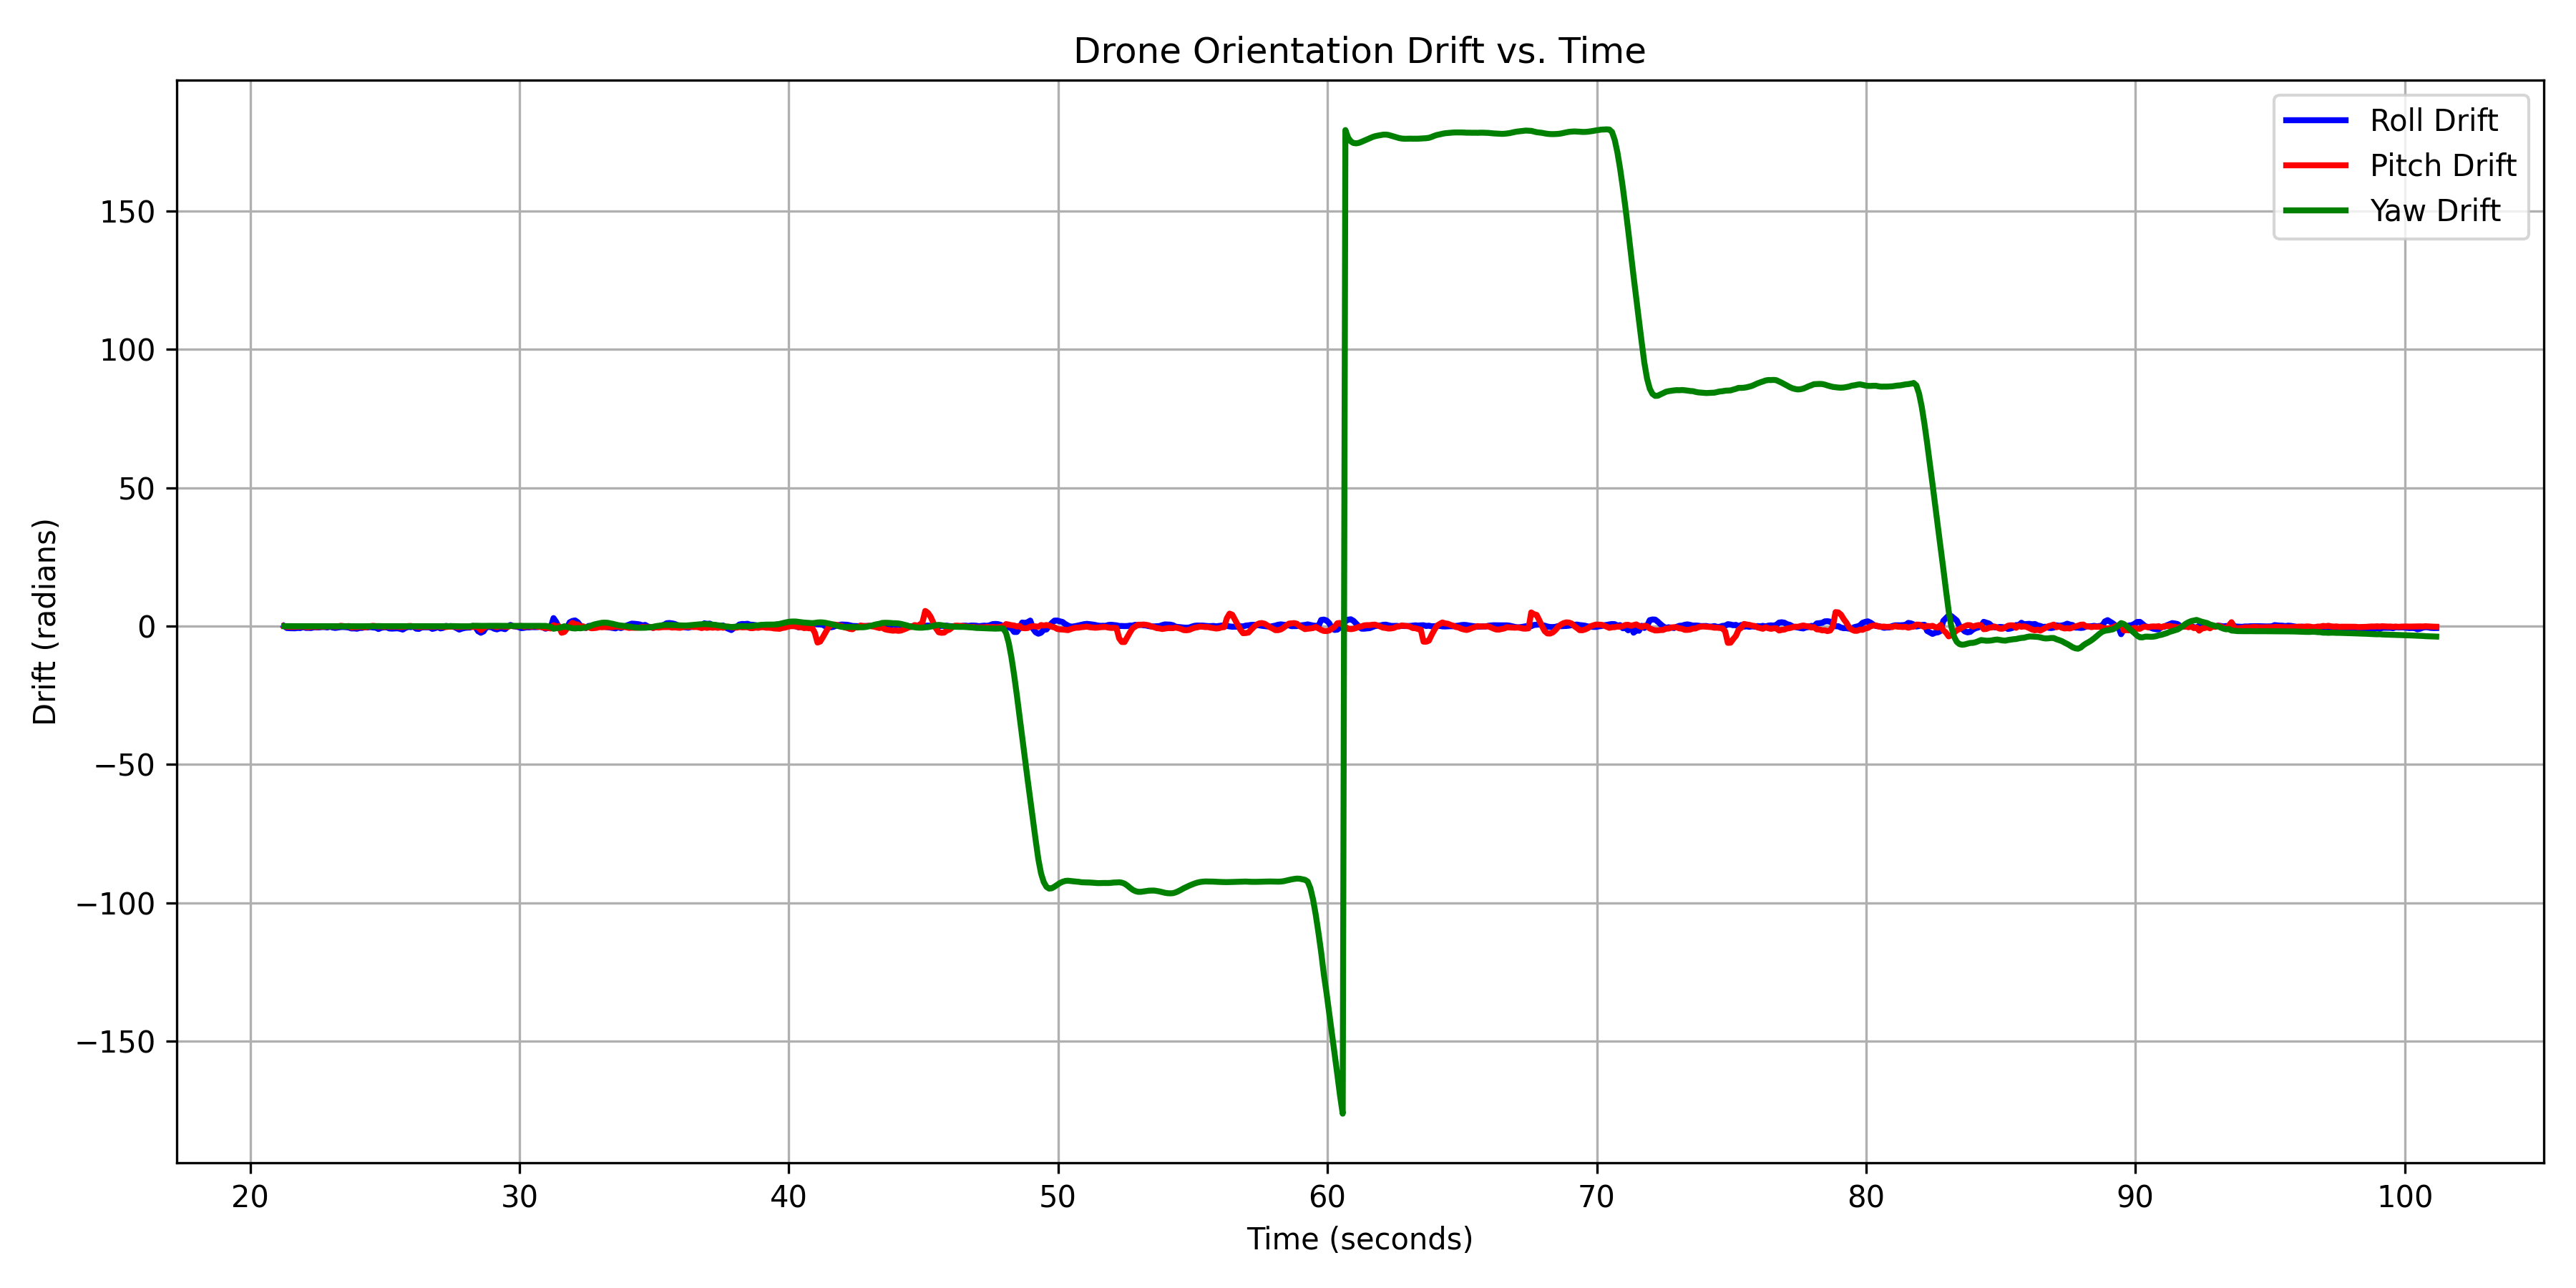 Drone Orientation Drift vs. Time
Roll Drift
Pitch Drift
Yaw Drift
Drift (radians)
150
100
50
0
−50
−100
−150
20 30 40 50 60 70 80 90 100
Time (seconds)